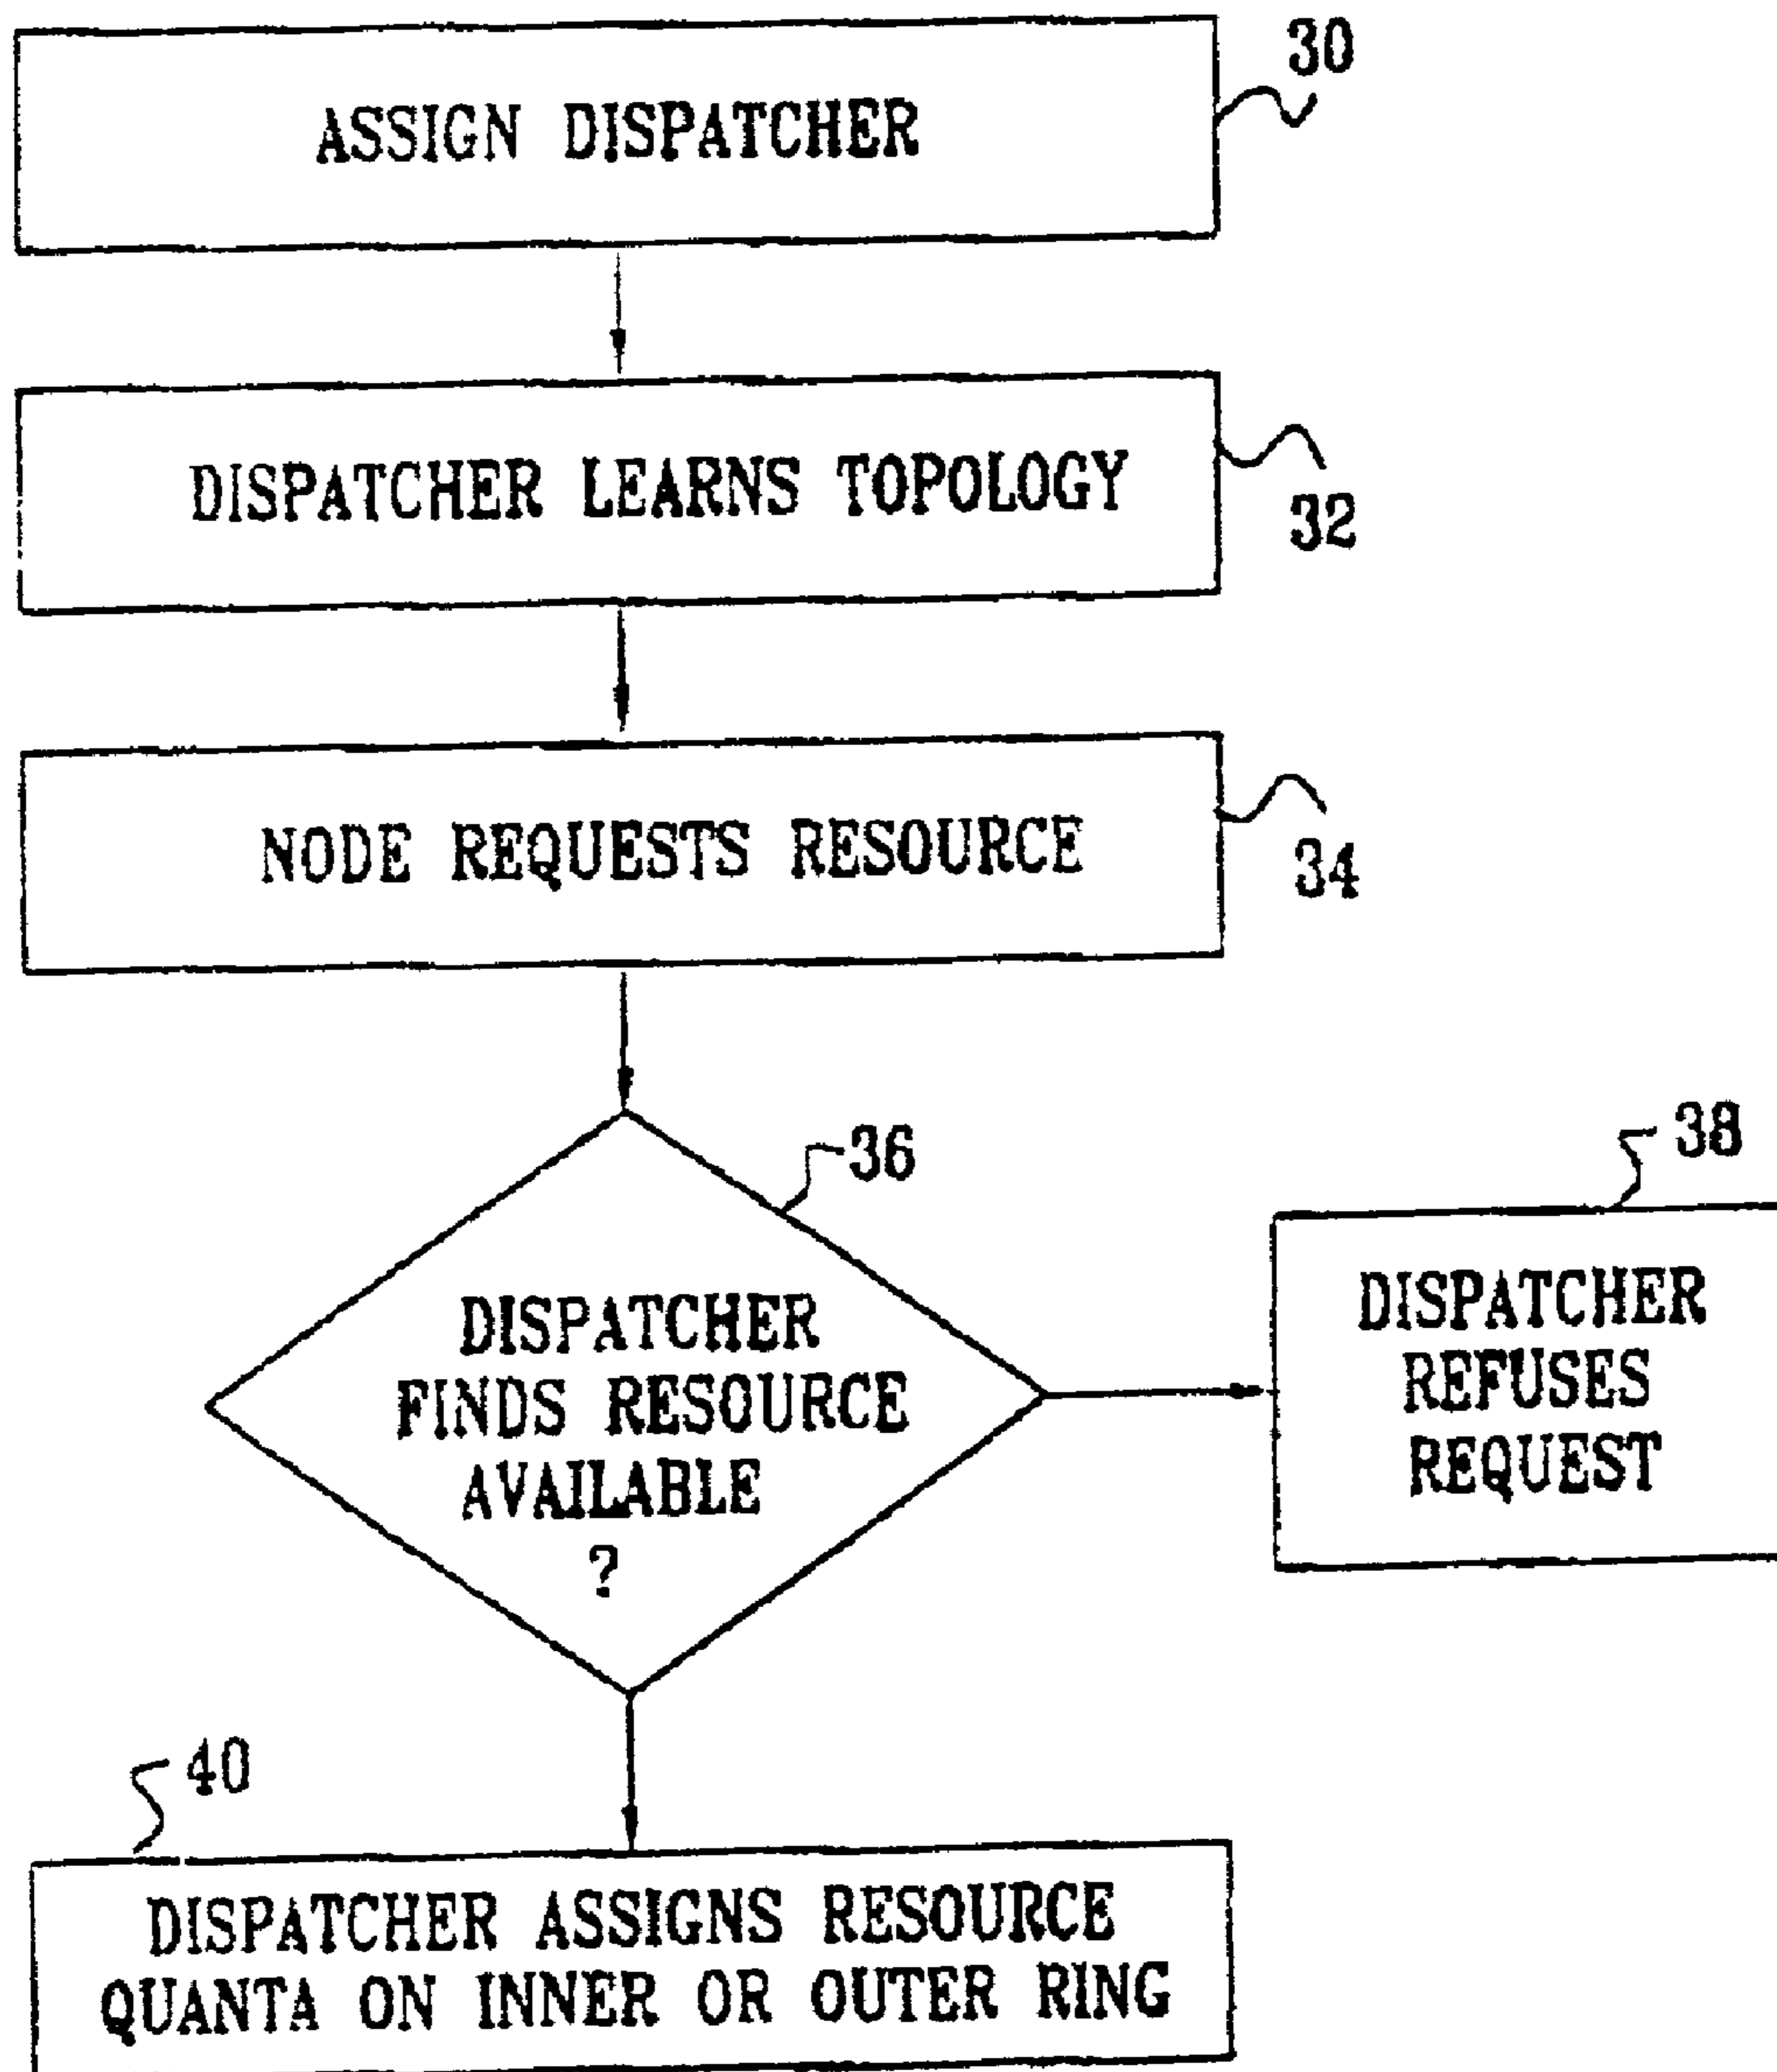 30
ASSIGN DISPATCHER
DISPATCHER LEARNS TOPOLOGY
32
NODE REQUESTS RESOURCE
34
36
DISPATCHER
FINDS RESOURCE
AVAILABLE
?
38
DISPATCHER
REFUSES
REQUEST
40
DISPATCHER ASSIGNS RESOURCE
QUANTA ON INNER OR OUTER RING